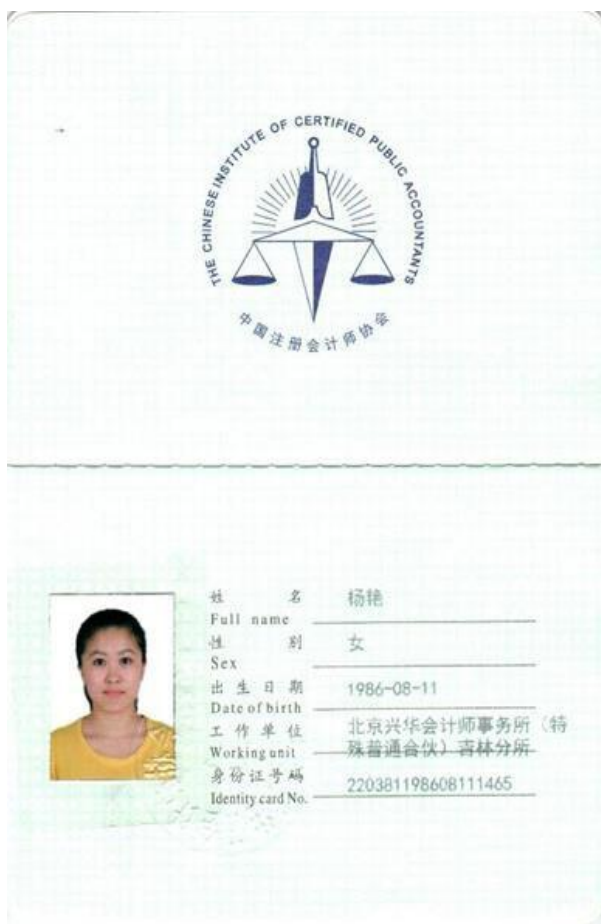 THE CHINESE INSTITUTE OF CERTIFIED PUBLIC ACCOUNTANTS
中国注册会计师协会
姓 名 杨艳
Full name
性 别 女
Sex
出 生 日 期 1986-08-11
Date of birth
工 作 单 位 北京兴华会计师事务所（特
Working unit 殊普通合伙）吉林分所
身份证号码 220381198608111465
Identity card No.